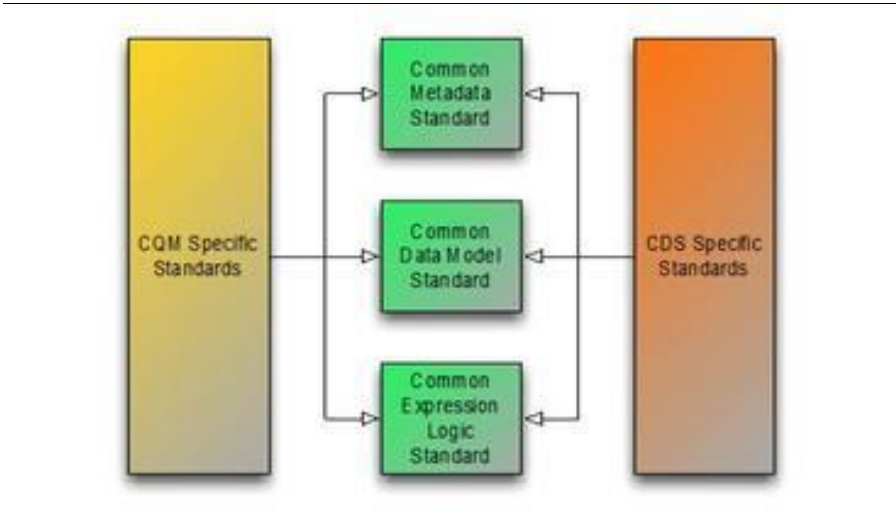 Common
Metadata
Standard
CQM Specific
Standards
Common
Data Model
Standard
CDS Specific
Standards
Common
Expression
Logic
Standard